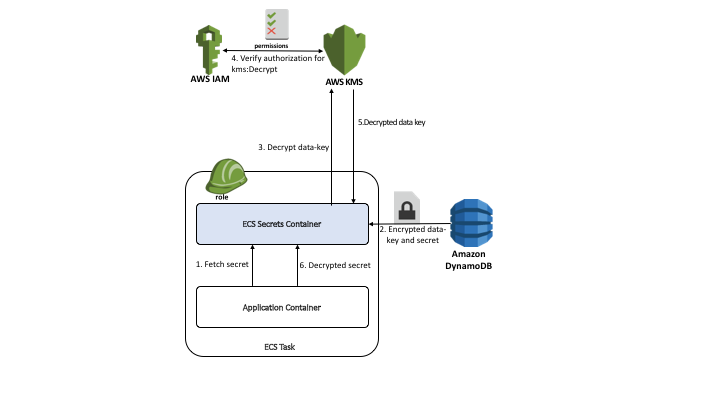 permissions
4. Verify authorization for
kms:Decrypt
AWS IAM
AWS KMS
5.Decrypted data key
3. Decrypt data-key
role
ECS Secrets Container
2. Encrypted data-
key and secret
Amazon
DynamoDB
1. Fetch secret
6. Decrypted secret
Application Container
ECS Task